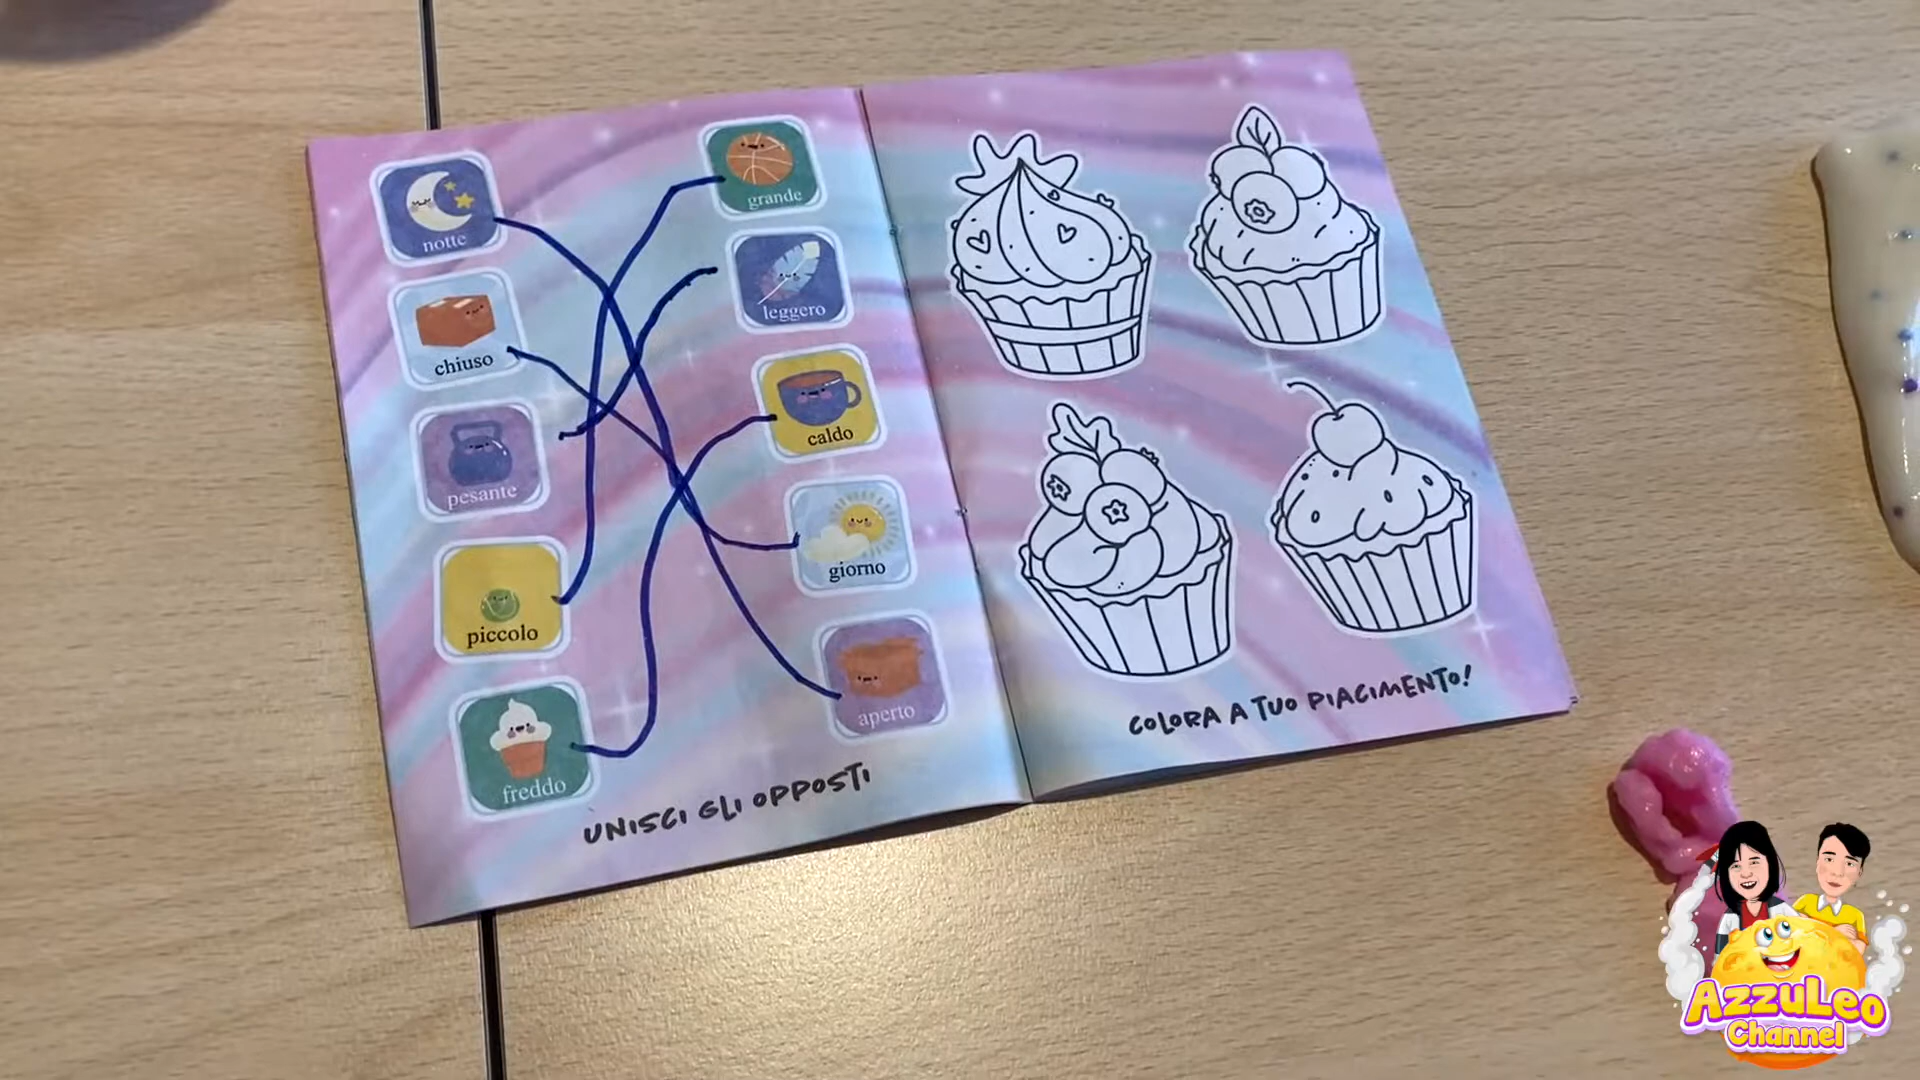 notte
chiuso
pesante
piccolo
freddo
grande
leggero
caldo
giorno
aperto
UNISCI GLI OPPOSTI
COLORA A TUO PIACIMENTO!
AzzuLeo
Channel